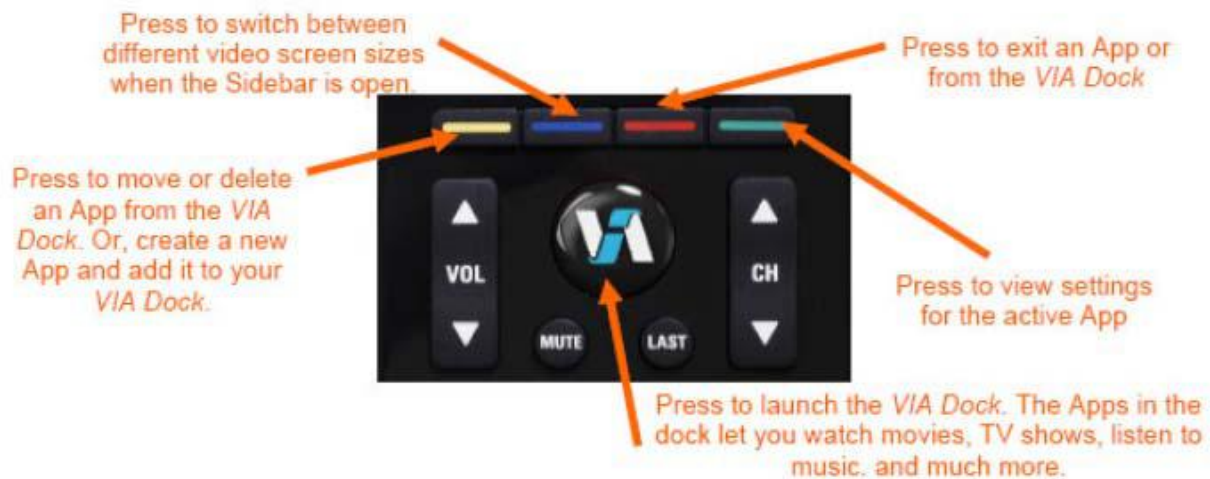 Press to switch between
different video screen sizes
when the Sidebar is open.
Press to exit an App or
from the VIA Dock
Press to move or delete
an App from the VIA
Dock. Or, create a new
App and add it to your
VIA Dock.
VOL
VIA
CH
MUTE
LAST
Press to view settings
for the active App
Press to launch the VIA Dock. The Apps in the
dock let you watch movies, TV shows, listen to
music. and much more.